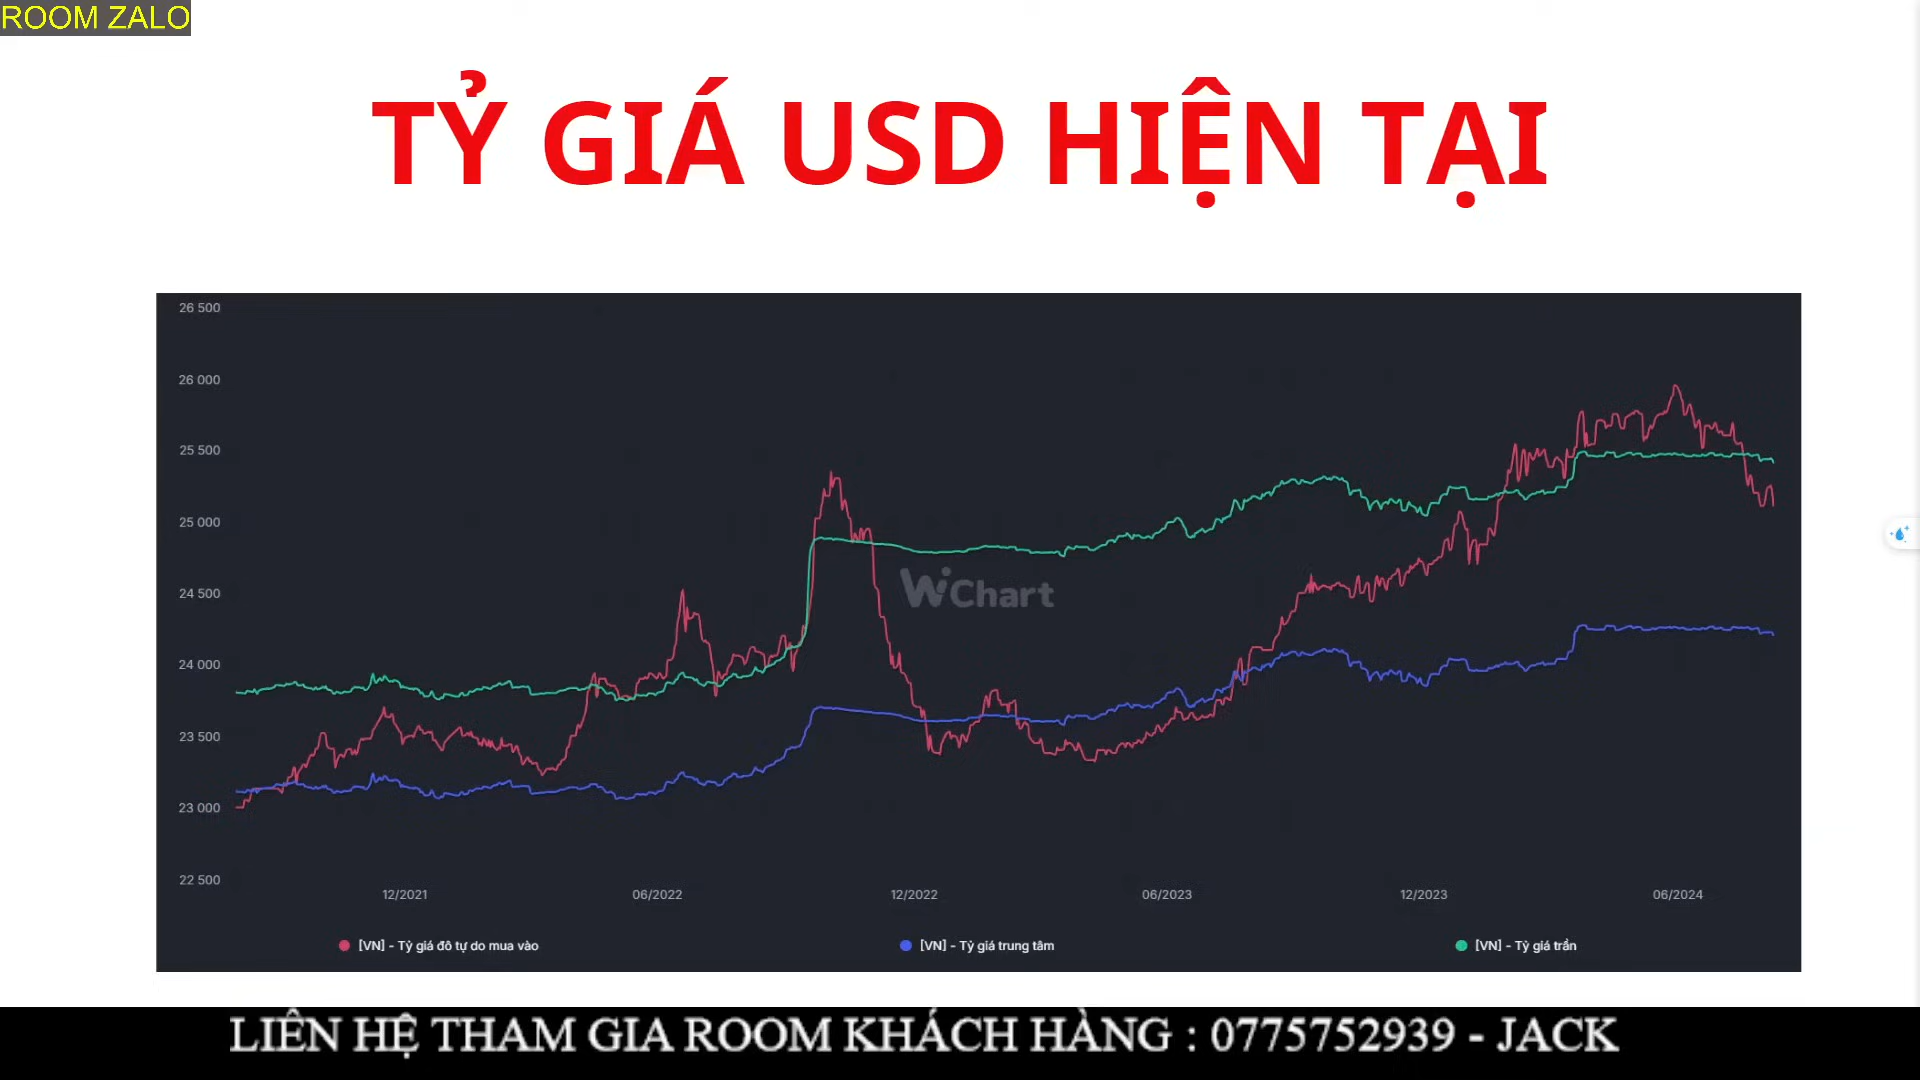 ROOM ZALO
TỶ GIÁ USD HIỆN TẠI
26 500
26 000
25 500
25 000
24 500
24 000
23 500
23 000
22 500
WiChart
12/2021 06/2022 12/2022 06/2023 12/2023 06/2024
[VN] - Tỷ giá đô tự do mua vào [VN] - Tỷ giá trung tâm [VN] - Tỷ giá trần
LIÊN HỆ THAM GIA ROOM KHÁCH HÀNG : 0775752939 - JACK